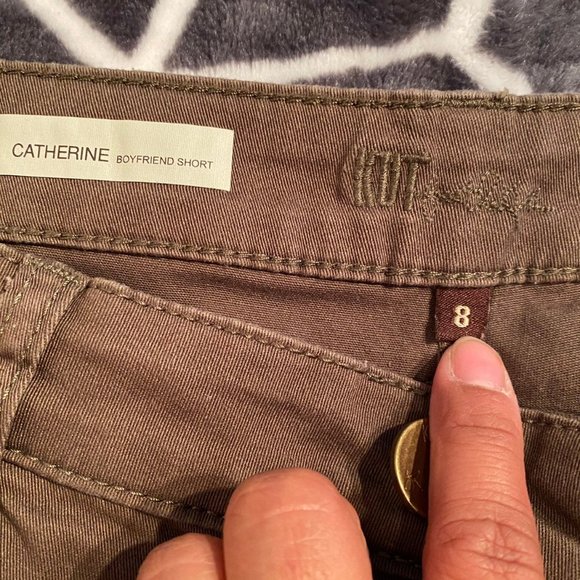 CATHERINE BOYFRIEND SHORT
KUT
8